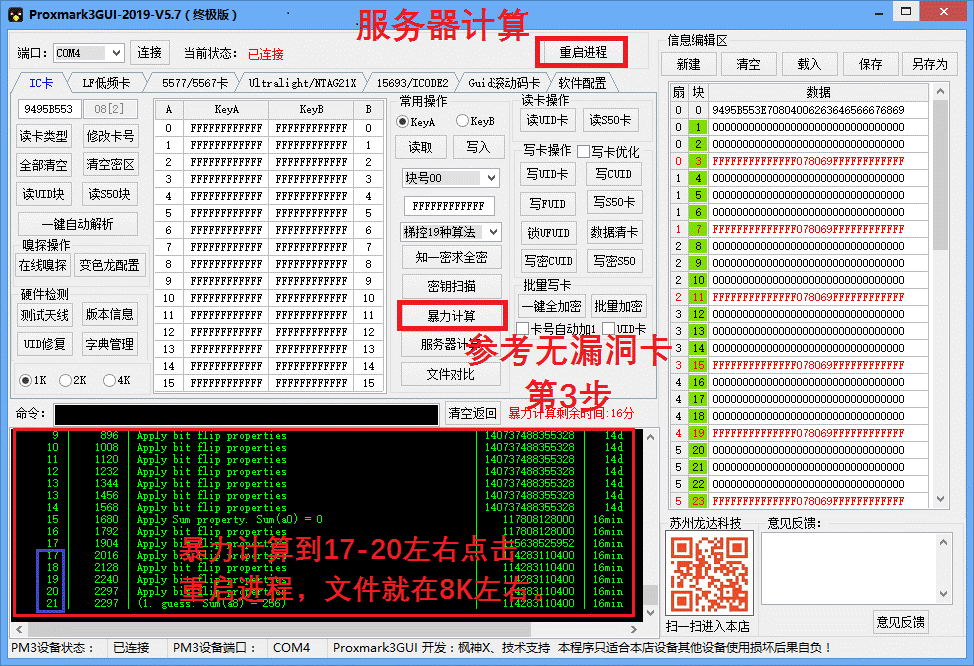 Proxmark3GUI-2019-V5.7 ( 终极版 )
服务器计算
端口: COM4 连接 当前状态: 已连接 重启进程
IC卡 LF低频卡 5577/5567卡 Ultralight/NTAG21X 15693/ICODE2 Guid滚动码卡 软件配置
9495B553 08[2]
读卡类型 修改卡号
全部清空 清空密区
读UID块 读S50块
一键自动解析
嗅探操作
在线嗅探 变色龙配置
硬件检测
测试天线 版本信息
UID修复 字典管理
1K 2K 4K
A KeyA KeyB B
0 FFFFFFFFFFFF FFFFFFFFFFFF 0
1 FFFFFFFFFFFF FFFFFFFFFFFF 1
2 FFFFFFFFFFFF FFFFFFFFFFFF 2
3 FFFFFFFFFFFF FFFFFFFFFFFF 3
4 FFFFFFFFFFFF FFFFFFFFFFFF 4
5 FFFFFFFFFFFF FFFFFFFFFFFF 5
6 FFFFFFFFFFFF FFFFFFFFFFFF 6
7 FFFFFFFFFFFF FFFFFFFFFFFF 7
8 FFFFFFFFFFFF FFFFFFFFFFFF 8
9 FFFFFFFFFFFF FFFFFFFFFFFF 9
10 FFFFFFFFFFFF FFFFFFFFFFFF 10
11 FFFFFFFFFFFF FFFFFFFFFFFF 11
12 FFFFFFFFFFFF FFFFFFFFFFFF 12
13 FFFFFFFFFFFF FFFFFFFFFFFF 13
14 FFFFFFFFFFFF FFFFFFFFFFFF 14
15 FFFFFFFFFFFF FFFFFFFFFFFF 15
常用操作
KeyA KeyB
读取 写入
块号00
FFFFFFFFFFFF
梯控19种算法
知一密求全密
密钥扫描
暴力计算
服务器计算
文件对比
读卡操作
读UID卡 读S50卡
写卡操作 写卡优化
写UID卡 写CUID
写FUID 写S50卡
锁UFUID 数据清卡
写密CUID 写密S50
批量写卡
一键全加密 批量加密
卡号自动加1 UID卡
参考无漏洞卡
第3步
命令: 清空返回 暴力计算剩余时间:16分
9 896 Apply bit flip properties 140737488355328 14d
10 1008 Apply bit flip properties 140737488355328 14d
11 1120 Apply bit flip properties 140737488355328 14d
12 1232 Apply bit flip properties 140737488355328 14d
13 1344 Apply bit flip properties 140737488355328 14d
13 1456 Apply bit flip properties 140737488355328 14d
14 1568 Apply bit flip properties 140737488355328 14d
15 1680 Apply Sum property. Sum(a0) = 0 117808128000 16min
16 1792 Apply bit flip properties 117808128000 16min
17 1904 Apply bit flip properties 115638525952 16min
17 2016 Apply bit flip properties 114283110400 16min
18 2128 Apply bit flip properties 114283110400 16min
19 2240 Apply bit flip properties 114283110400 16min
20 2297 Apply bit flip properties 114283110400 16min
21 2297 (1. guess: Sum(a8) = 256) 114283110400 16min
暴力计算到17-20左右点击
重启进程，文件就在8K左右。
信息编辑区
新建 清空 载入 保存 另存为
扇 块 数据
0 0 9495B553E70804006263646566676869
0 1 00000000000000000000000000000000
0 2 00000000000000000000000000000000
0 3 FFFFFFFFFFFFFF078069FFFFFFFFFFFF
1 4 00000000000000000000000000000000
1 5 00000000000000000000000000000000
1 6 00000000000000000000000000000000
1 7 FFFFFFFFFFFFFF078069FFFFFFFFFFFF
2 8 00000000000000000000000000000000
2 9 00000000000000000000000000000000
2 10 00000000000000000000000000000000
2 11 FFFFFFFFFFFFFF078069FFFFFFFFFFFF
3 12 00000000000000000000000000000000
3 13 00000000000000000000000000000000
3 14 00000000000000000000000000000000
3 15 FFFFFFFFFFFFFF078069FFFFFFFFFFFF
4 16 00000000000000000000000000000000
4 17 00000000000000000000000000000000
4 18 00000000000000000000000000000000
4 19 FFFFFFFFFFFFFF078069FFFFFFFFFFFF
5 20 00000000000000000000000000000000
5 21 00000000000000000000000000000000
5 22 00000000000000000000000000000000
5 23 FFFFFFFFFFFFFF078069FFFFFFFFFFFF
苏州龙达科技 意见反馈:
扫一扫进入本店 意见反馈
PM3设备状态： 已连接 PM3设备端口： COM4 Proxmark3GUI 开发：枫神X、技术支持 本程序只适合本店设备其他设备使用损坏后果自负！